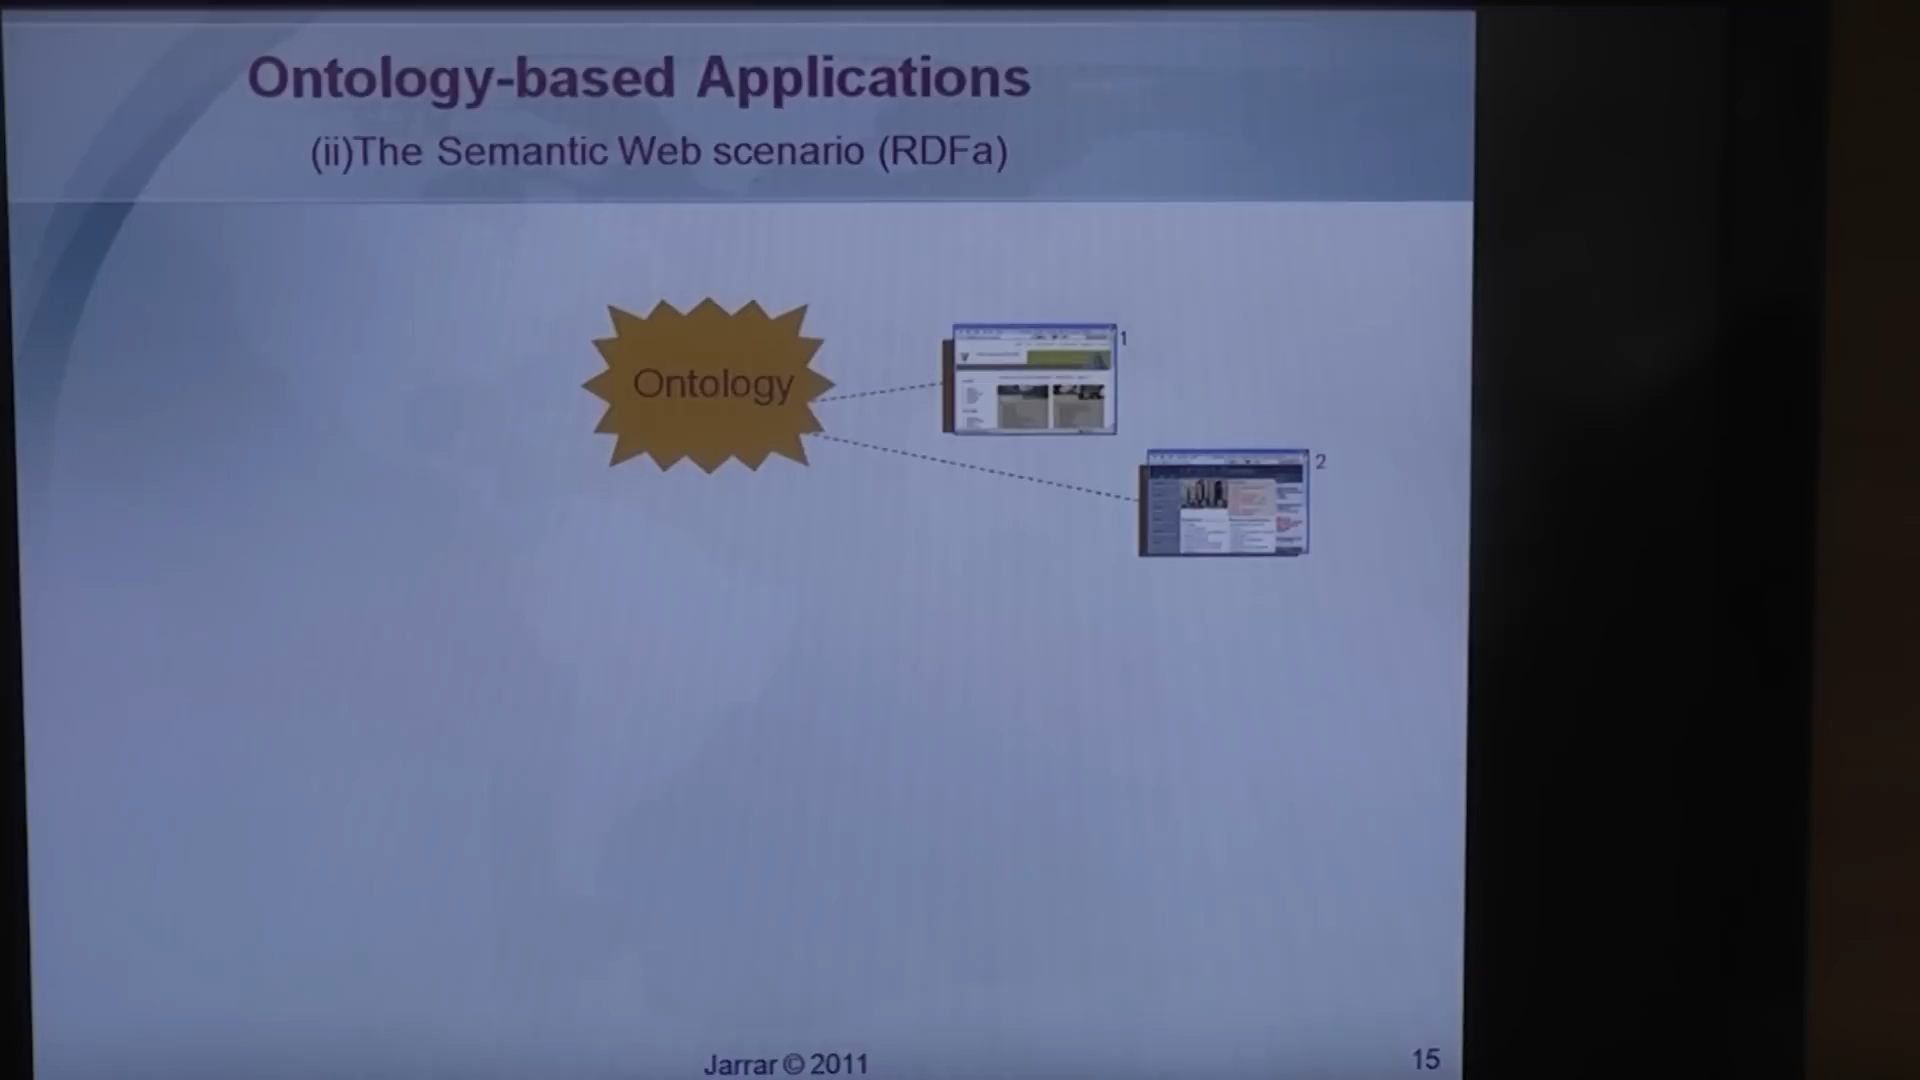 Ontology-based Applications
(ii)The Semantic Web scenario (RDFa)
Ontology
1
2
Jarrar © 2011
15